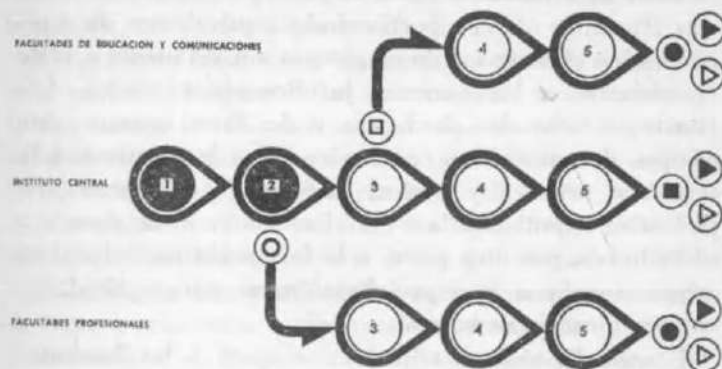 FACULTADES DE EDUCACION Y COMUNICACIONES
4 5
INSTITUTO CENTRAL
1 2 3 4 5
FACULTADES PROFESIONALES
3 4 5